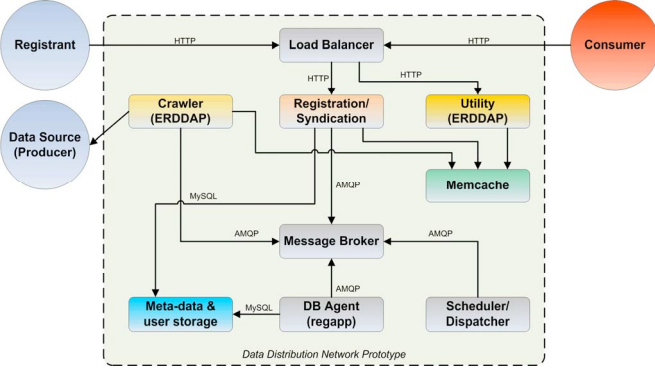 Registrant
HTTP
Load Balancer
HTTP
Consumer
HTTP
HTTP
Data Source
(Producer)
Crawler
(ERDDAP)
Registration/
Syndication
Utility
(ERDDAP)
Memcache
MySQL
AMQP
AMQP
Message Broker
AMQP
AMQP
Meta-data &
user storage
MySQL
DB Agent
(regapp)
Scheduler/
Dispatcher
Data Distribution Network Prototype